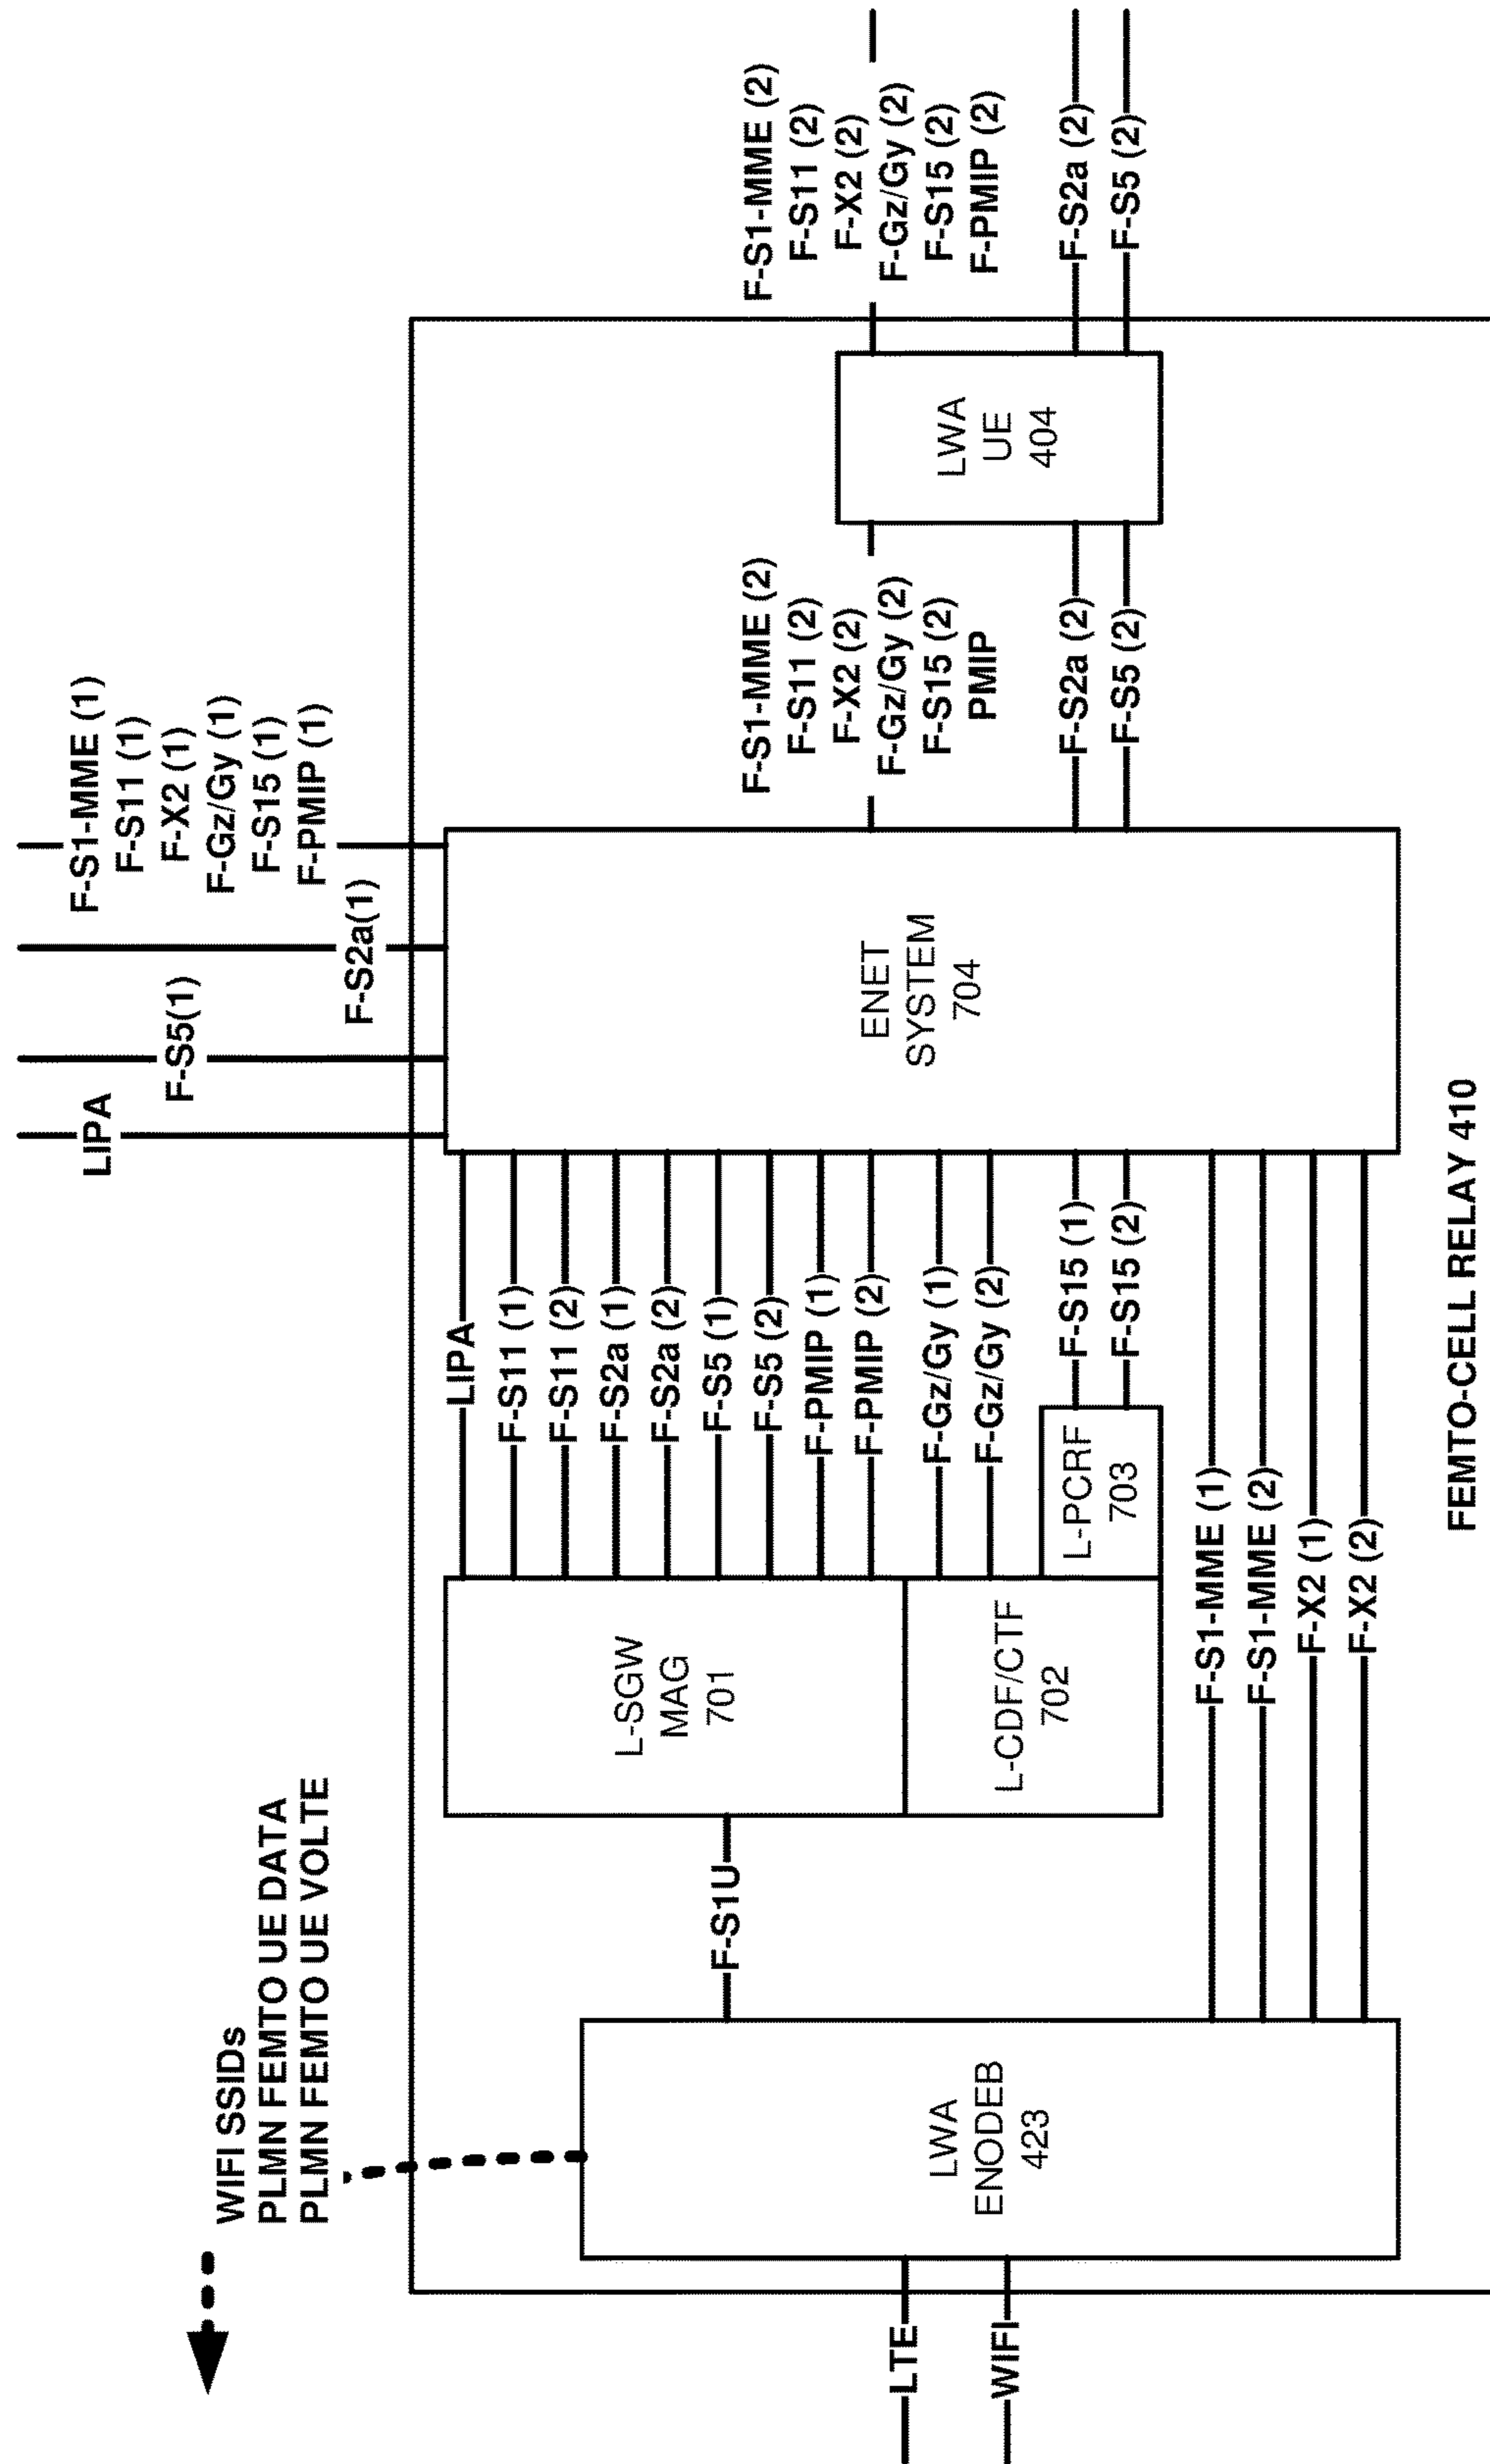 WIFI SSIDs
PLMN FEMTO UE DATA
PLMN FEMTO UE VOLTE
LIPA
F-S5(1)
F-S2a(1)
F-S1-MME (1)
F-S11 (1)
F-X2 (1)
F-Gz/Gy (1)
F-S15 (1)
F-PMIP (1)
LTE
WIFI
LWA
ENODEB
423
F-S1U
L-SGW
MAG
701
L-CDF/CTF
702
L-PCRF
703
LIPA
F-S11 (1)
F-S11 (2)
F-S2a (1)
F-S2a (2)
F-S5 (1)
F-S5 (2)
F-PMIP (1)
F-PMIP (2)
F-Gz/Gy (1)
F-Gz/Gy (2)
F-S15 (1)
F-S15 (2)
F-S1-MME (1)
F-S1-MME (2)
F-X2 (1)
F-X2 (2)
ENET
SYSTEM
704
F-S1-MME (2)
F-S11 (2)
F-X2 (2)
F-Gz/Gy (2)
F-S15 (2)
PMIP
F-S2a (2)
F-S5 (2)
LWA
UE
404
F-S1-MME (2)
F-S11 (2)
F-X2 (2)
F-Gz/Gy (2)
F-S15 (2)
F-PMIP (2)
F-S2a (2)
F-S5 (2)
FEMTO-CELL RELAY 410